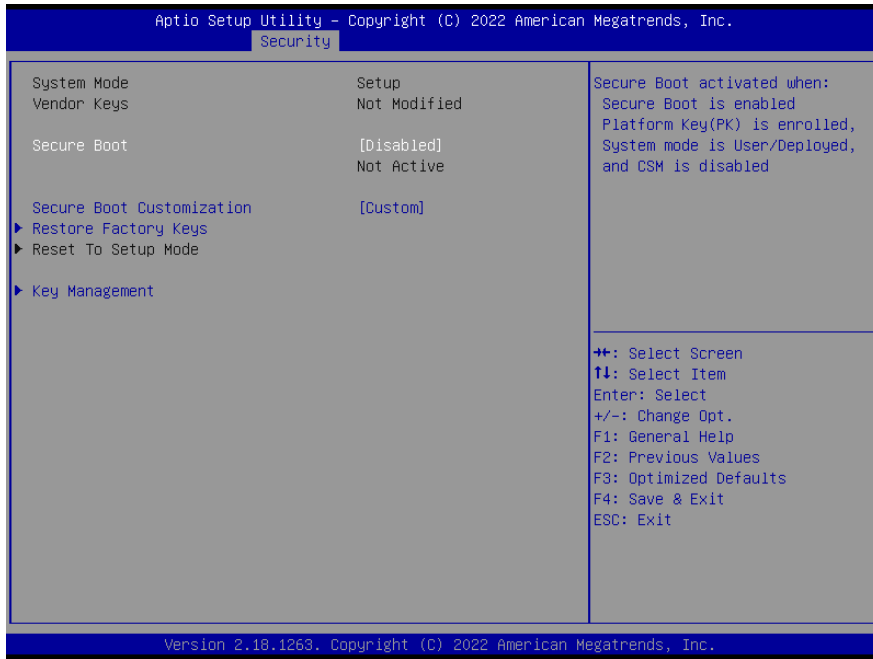 Aptio Setup Utility – Copyright (C) 2022 American Megatrends, Inc.
Security
System Mode Setup
Vendor Keys Not Modified
Secure Boot [Disabled]
Not Active
Secure Boot Customization [Custom]
Restore Factory Keys
Reset To Setup Mode
Key Management
Secure Boot activated when:
Secure Boot is enabled
Platform Key(PK) is enrolled,
System mode is User/Deployed,
and CSM is disabled
→←: Select Screen
↑↓: Select Item
Enter: Select
+/-: Change Opt.
F1: General Help
F2: Previous Values
F3: Optimized Defaults
F4: Save & Exit
ESC: Exit
Version 2.18.1263. Copyright (C) 2022 American Megatrends, Inc.